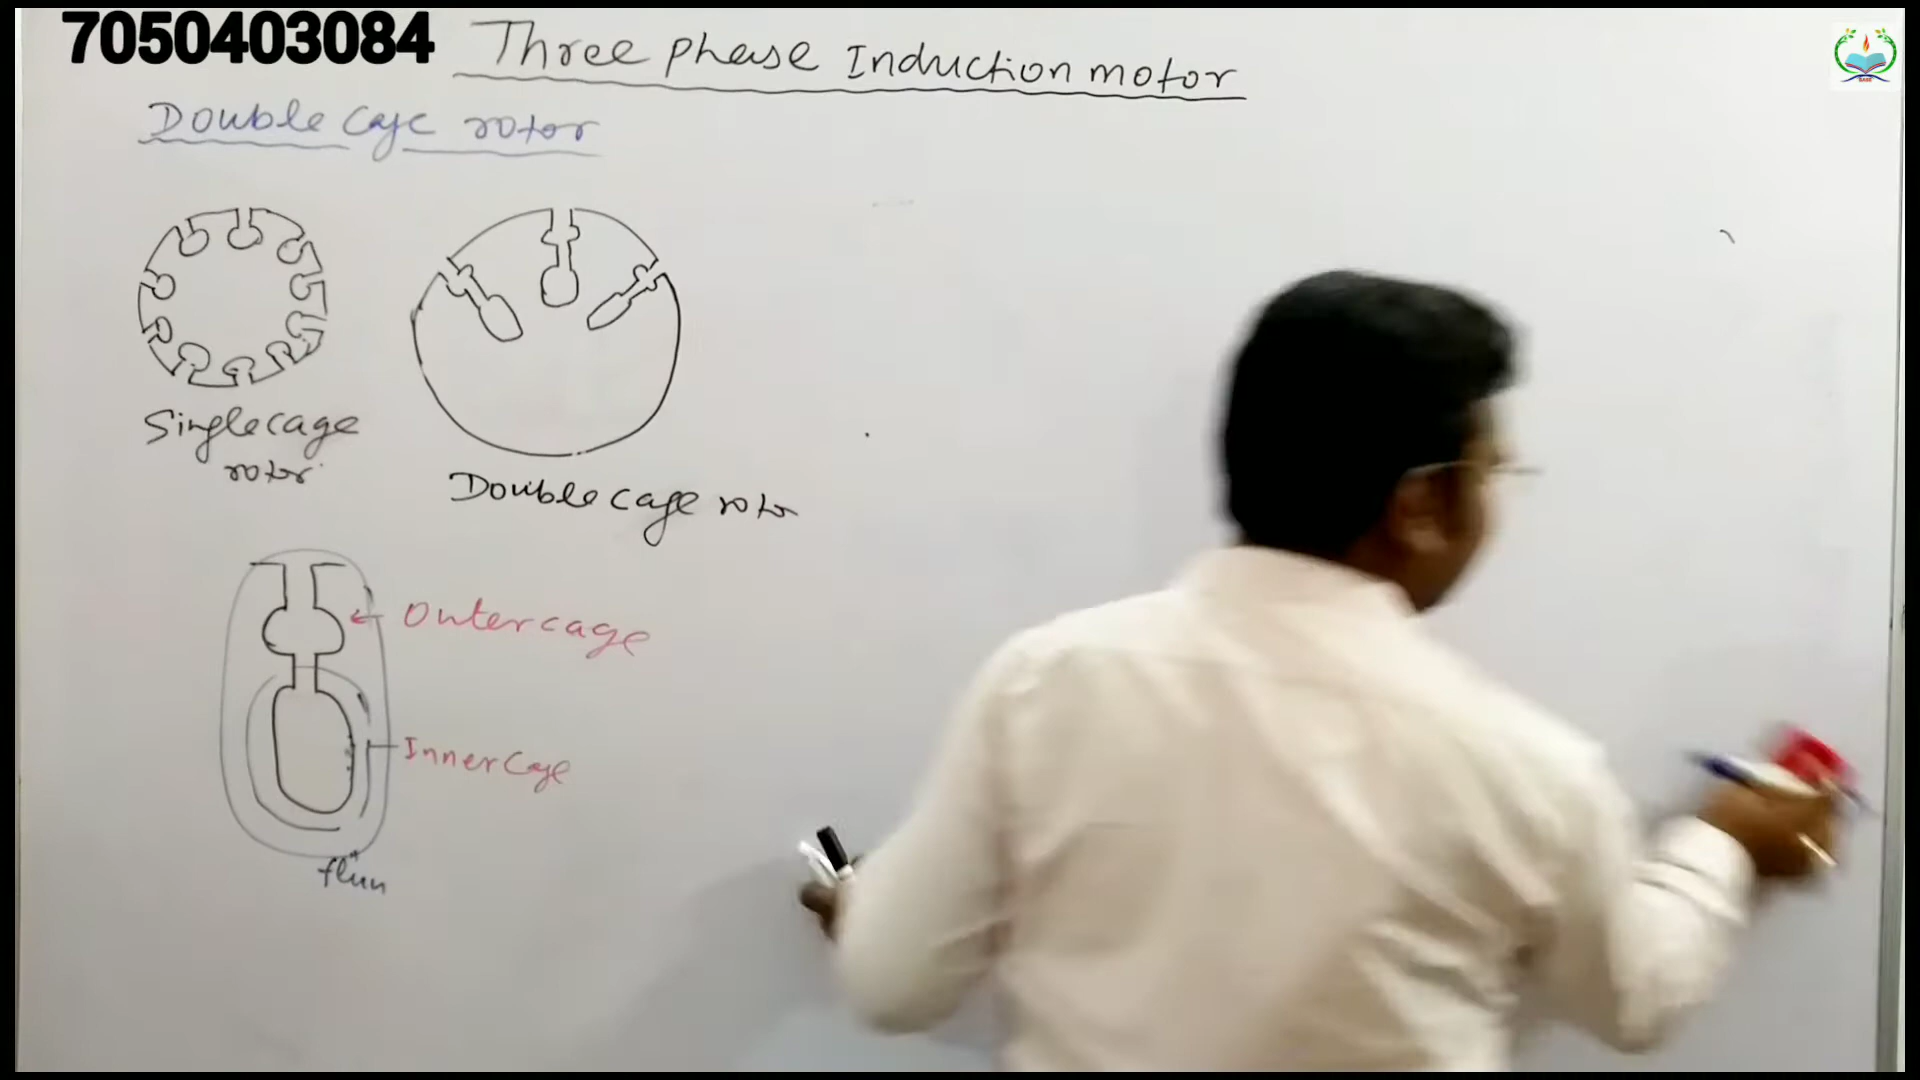 7050403084
Three phase Induction motor
Double cage rotor
Single cage
rotor
Double cage rotor
Outer cage
Inner Cage
flux